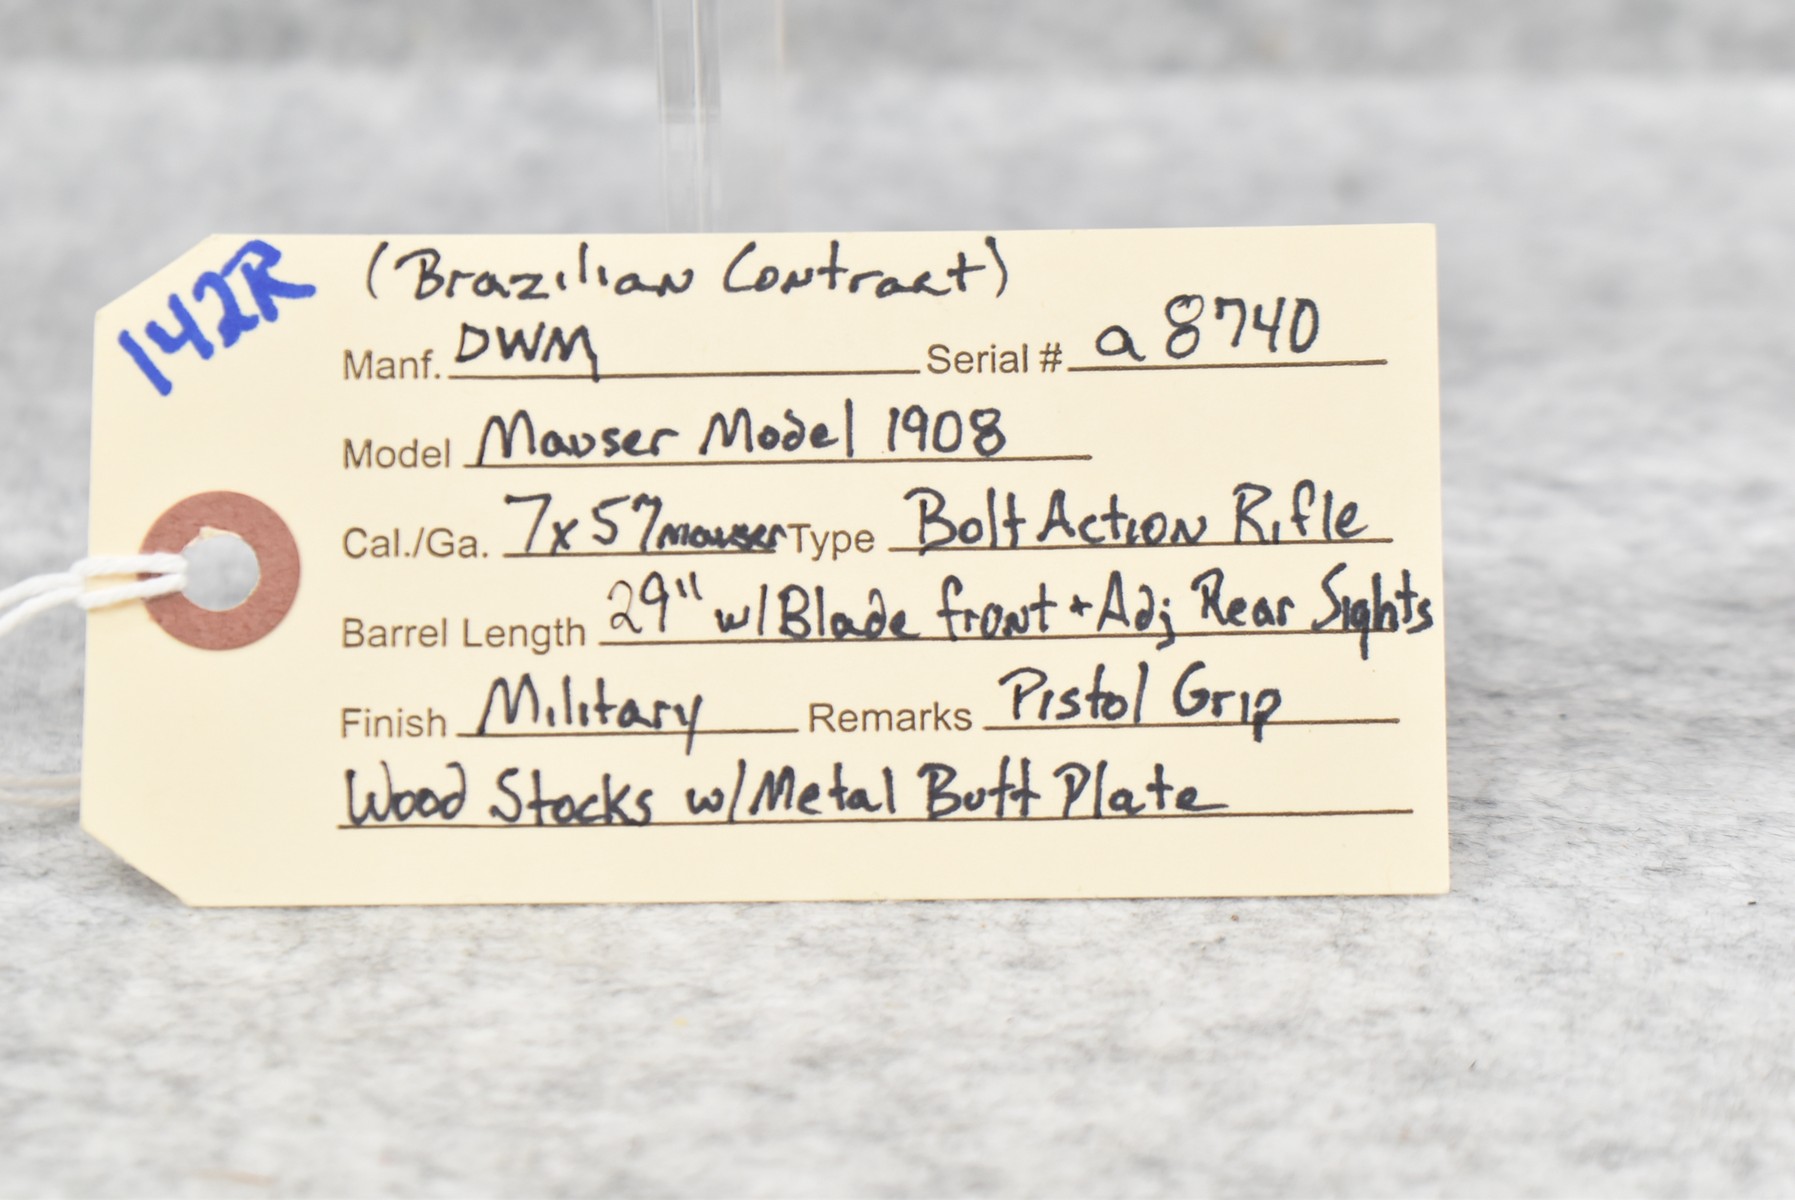 142R
(Brazilian Contract)
Manf. DWM Serial # a 8740
Model Mauser Model 1908
Cal./Ga. 7x57mauser Type Bolt Action Rifle
Barrel Length 29" w/Blade front + Adj Rear Sights
Finish Military Remarks Pistol Grip
Wood Stocks w/Metal Butt Plate